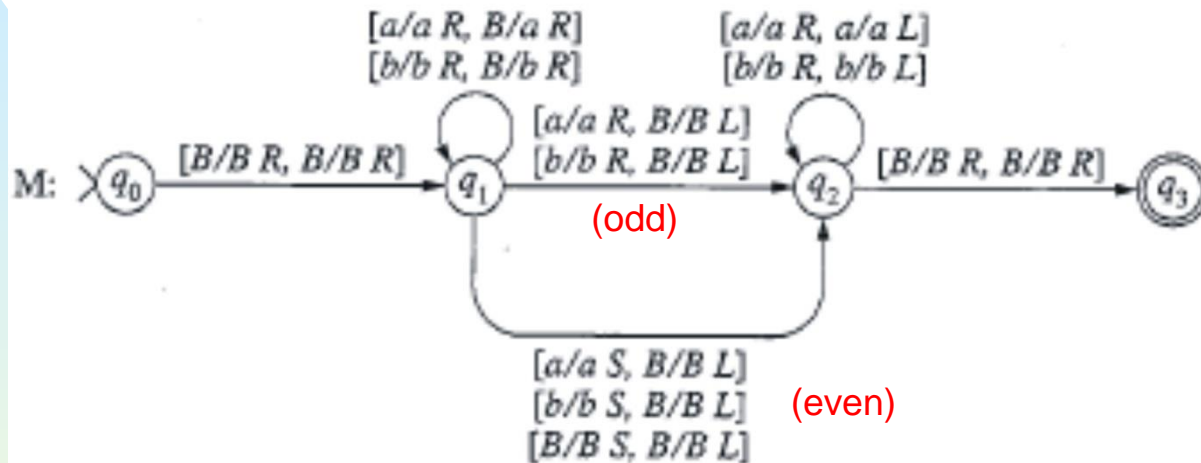 [a/a R, B/a R]
[b/b R, B/b R]
[a/a R, a/a L]
[b/b R, b/b L]
[a/a R, B/B L]
[b/b R, B/B L]
M: q₀ [B/B R, B/B R] q₁ q₂ [B/B R, B/B R] q₃
(odd)
[a/a S, B/B L]
[b/b S, B/B L]
[B/B S, B/B L]
(even)